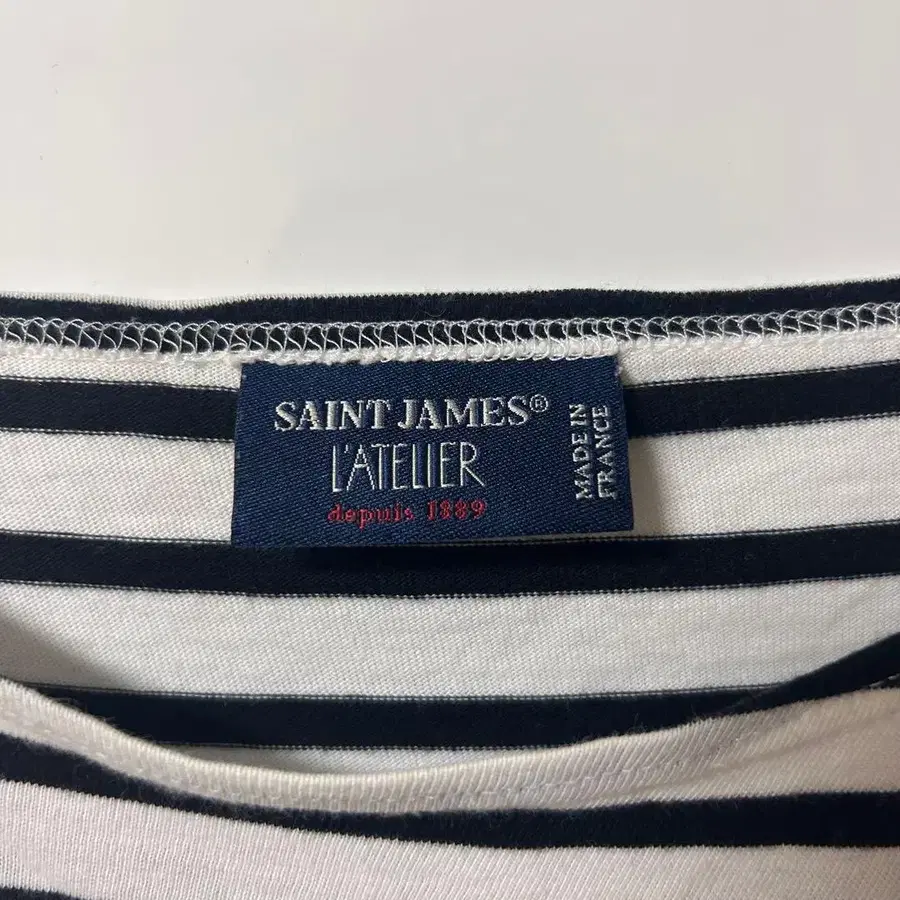 SAINT JAMES®
L'ATELIER
depuis 1889
MADE IN
FRANCE